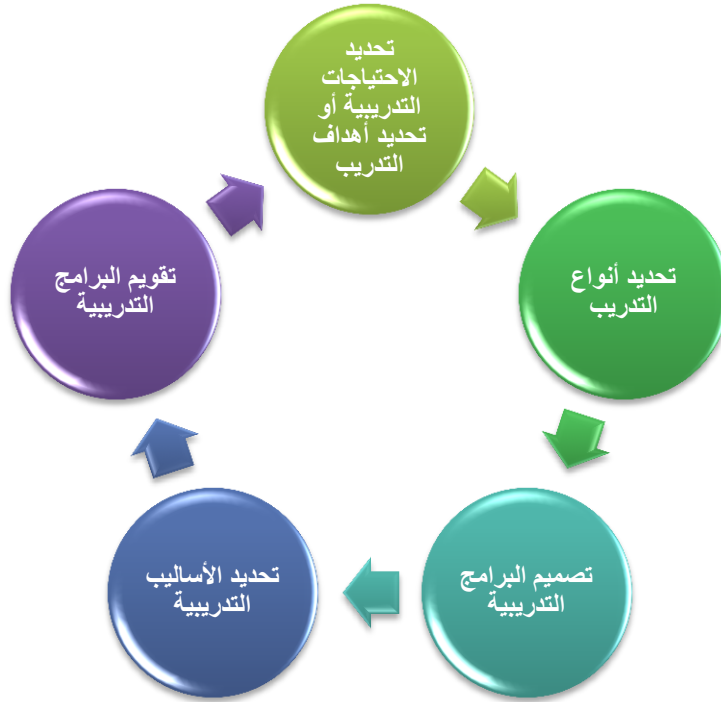 تحديد
الاحتياجات
التدريبية أو
تحديد أهداف
التدريب
تحديد أنواع
التدريب
تصميم البرامج
التدريبية
تحديد الأساليب
التدريبية
تقويم البرامج
التدريبية